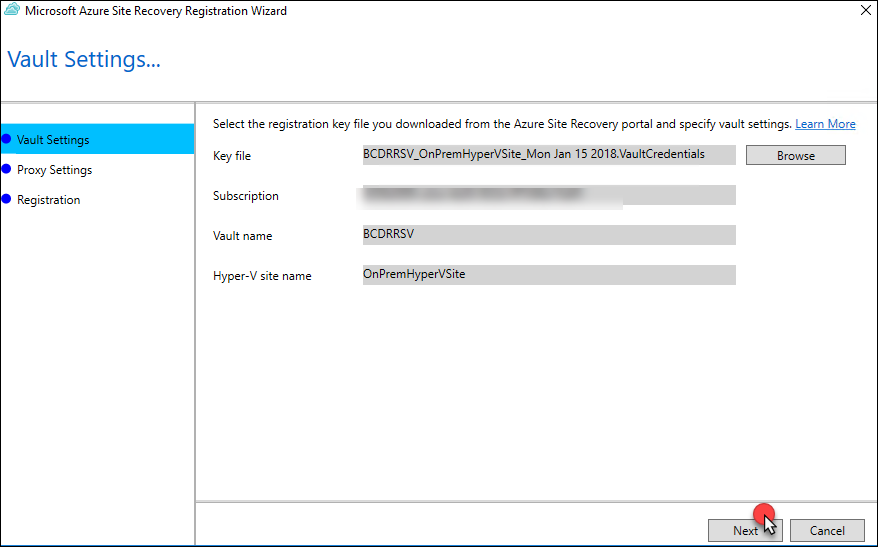 Microsoft Azure Site Recovery Registration Wizard
Vault Settings...
Vault Settings
Proxy Settings
Registration
Select the registration key file you downloaded from the Azure Site Recovery portal and specify vault settings. Learn More
Key file BCDRRSV_OnPremHyperVSite_Mon Jan 15 2018.VaultCredentials Browse
Subscription
Vault name BCDRRSV
Hyper-V site name OnPremHyperVSite
Next Cancel